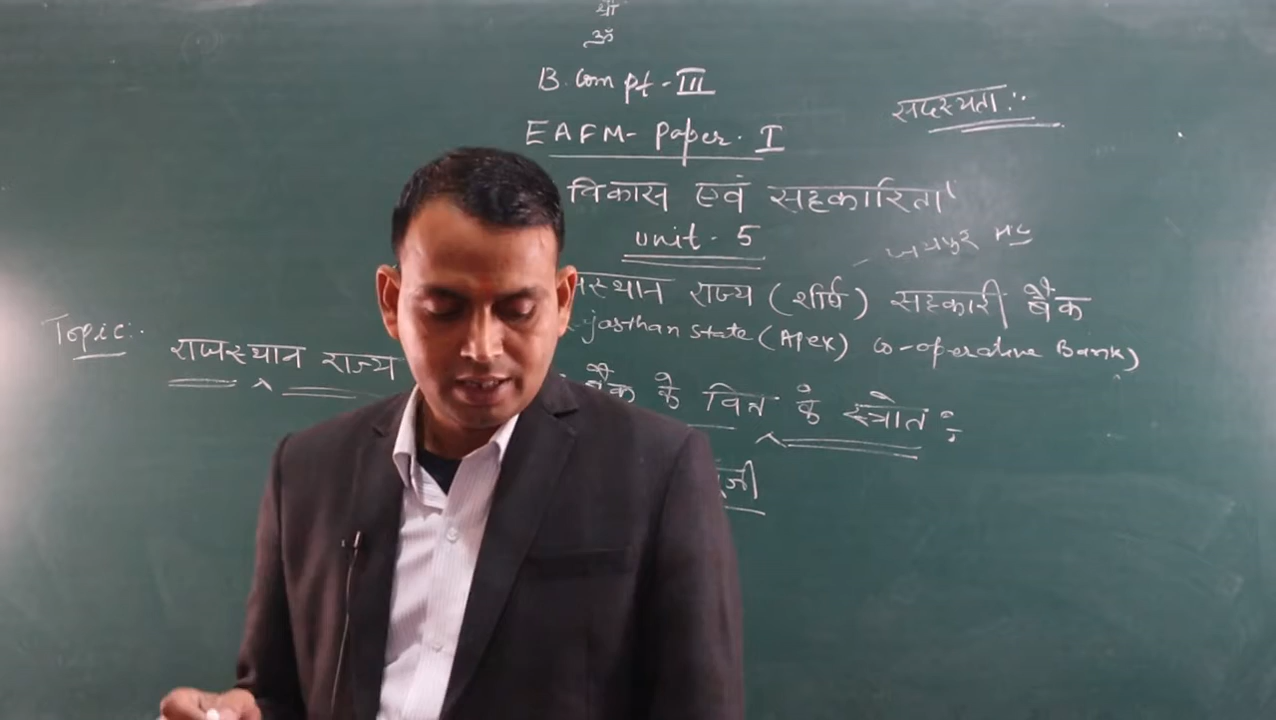 श्री
ॐ
B. Com pt - III
EAFM - Paper - I
सदस्यता :-
विकास एवं सहकारिता'
unit - 5
- जयपुर HO
स्थान राज्य (शीर्ष) सहकारी बैंक
jasthan State (Apex) Co-operative Bank)
Topic:-
राजस्थान राज्य बैंक के वित्त के स्त्रोत :
जी